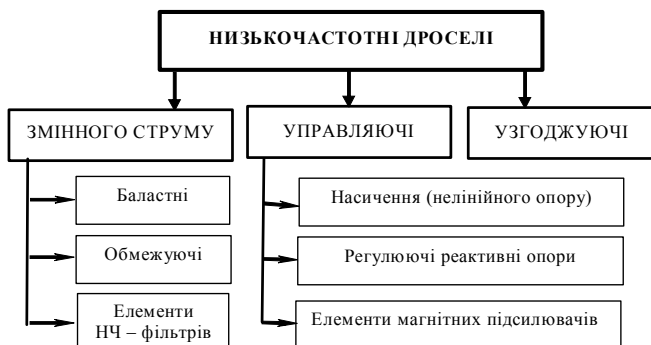 НИЗЬКОЧАСТОТНІ ДРОСЕЛІ
ЗМІННОГО СТРУМУ
УПРАВЛЯЮЧІ
УЗГОДЖУЮЧІ
Баластні
Обмежуючі
Елементи
НЧ – фільтрів
Насичення (нелінійного опору)
Регулюючі реактивні опори
Елементи магнітних підсилювачів